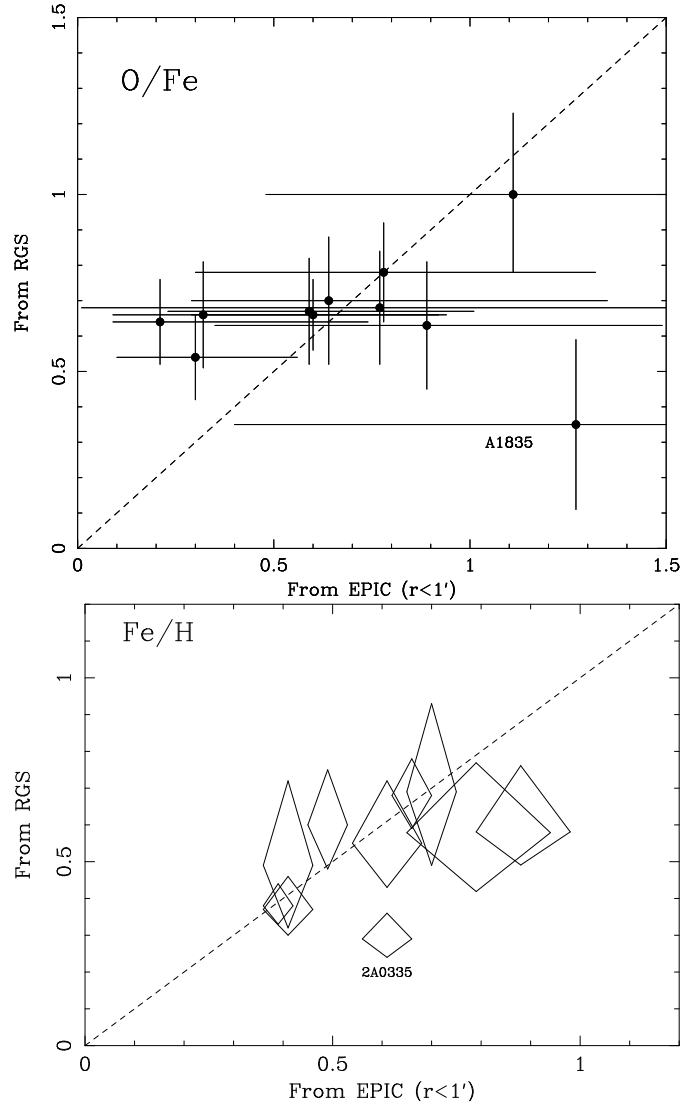 1.5
O/Fe
1
From RGS
0.5
A1835
0
0 0.5 1 1.5
From EPIC (r<1′)
Fe/H
1
From RGS
0.5
2A0335
0
0 0.5 1
From EPIC (r<1′)